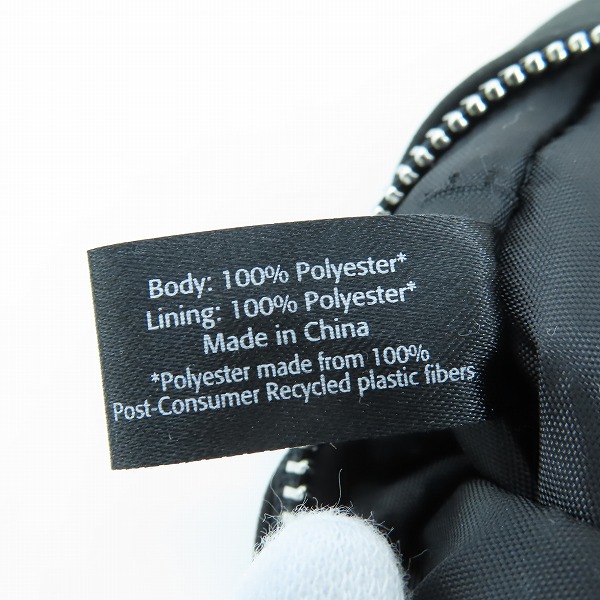 Body: 100% Polyester*
Lining: 100% Polyester*
Made in China
*Polyester made from 100%
Post-Consumer Recycled plastic fibers